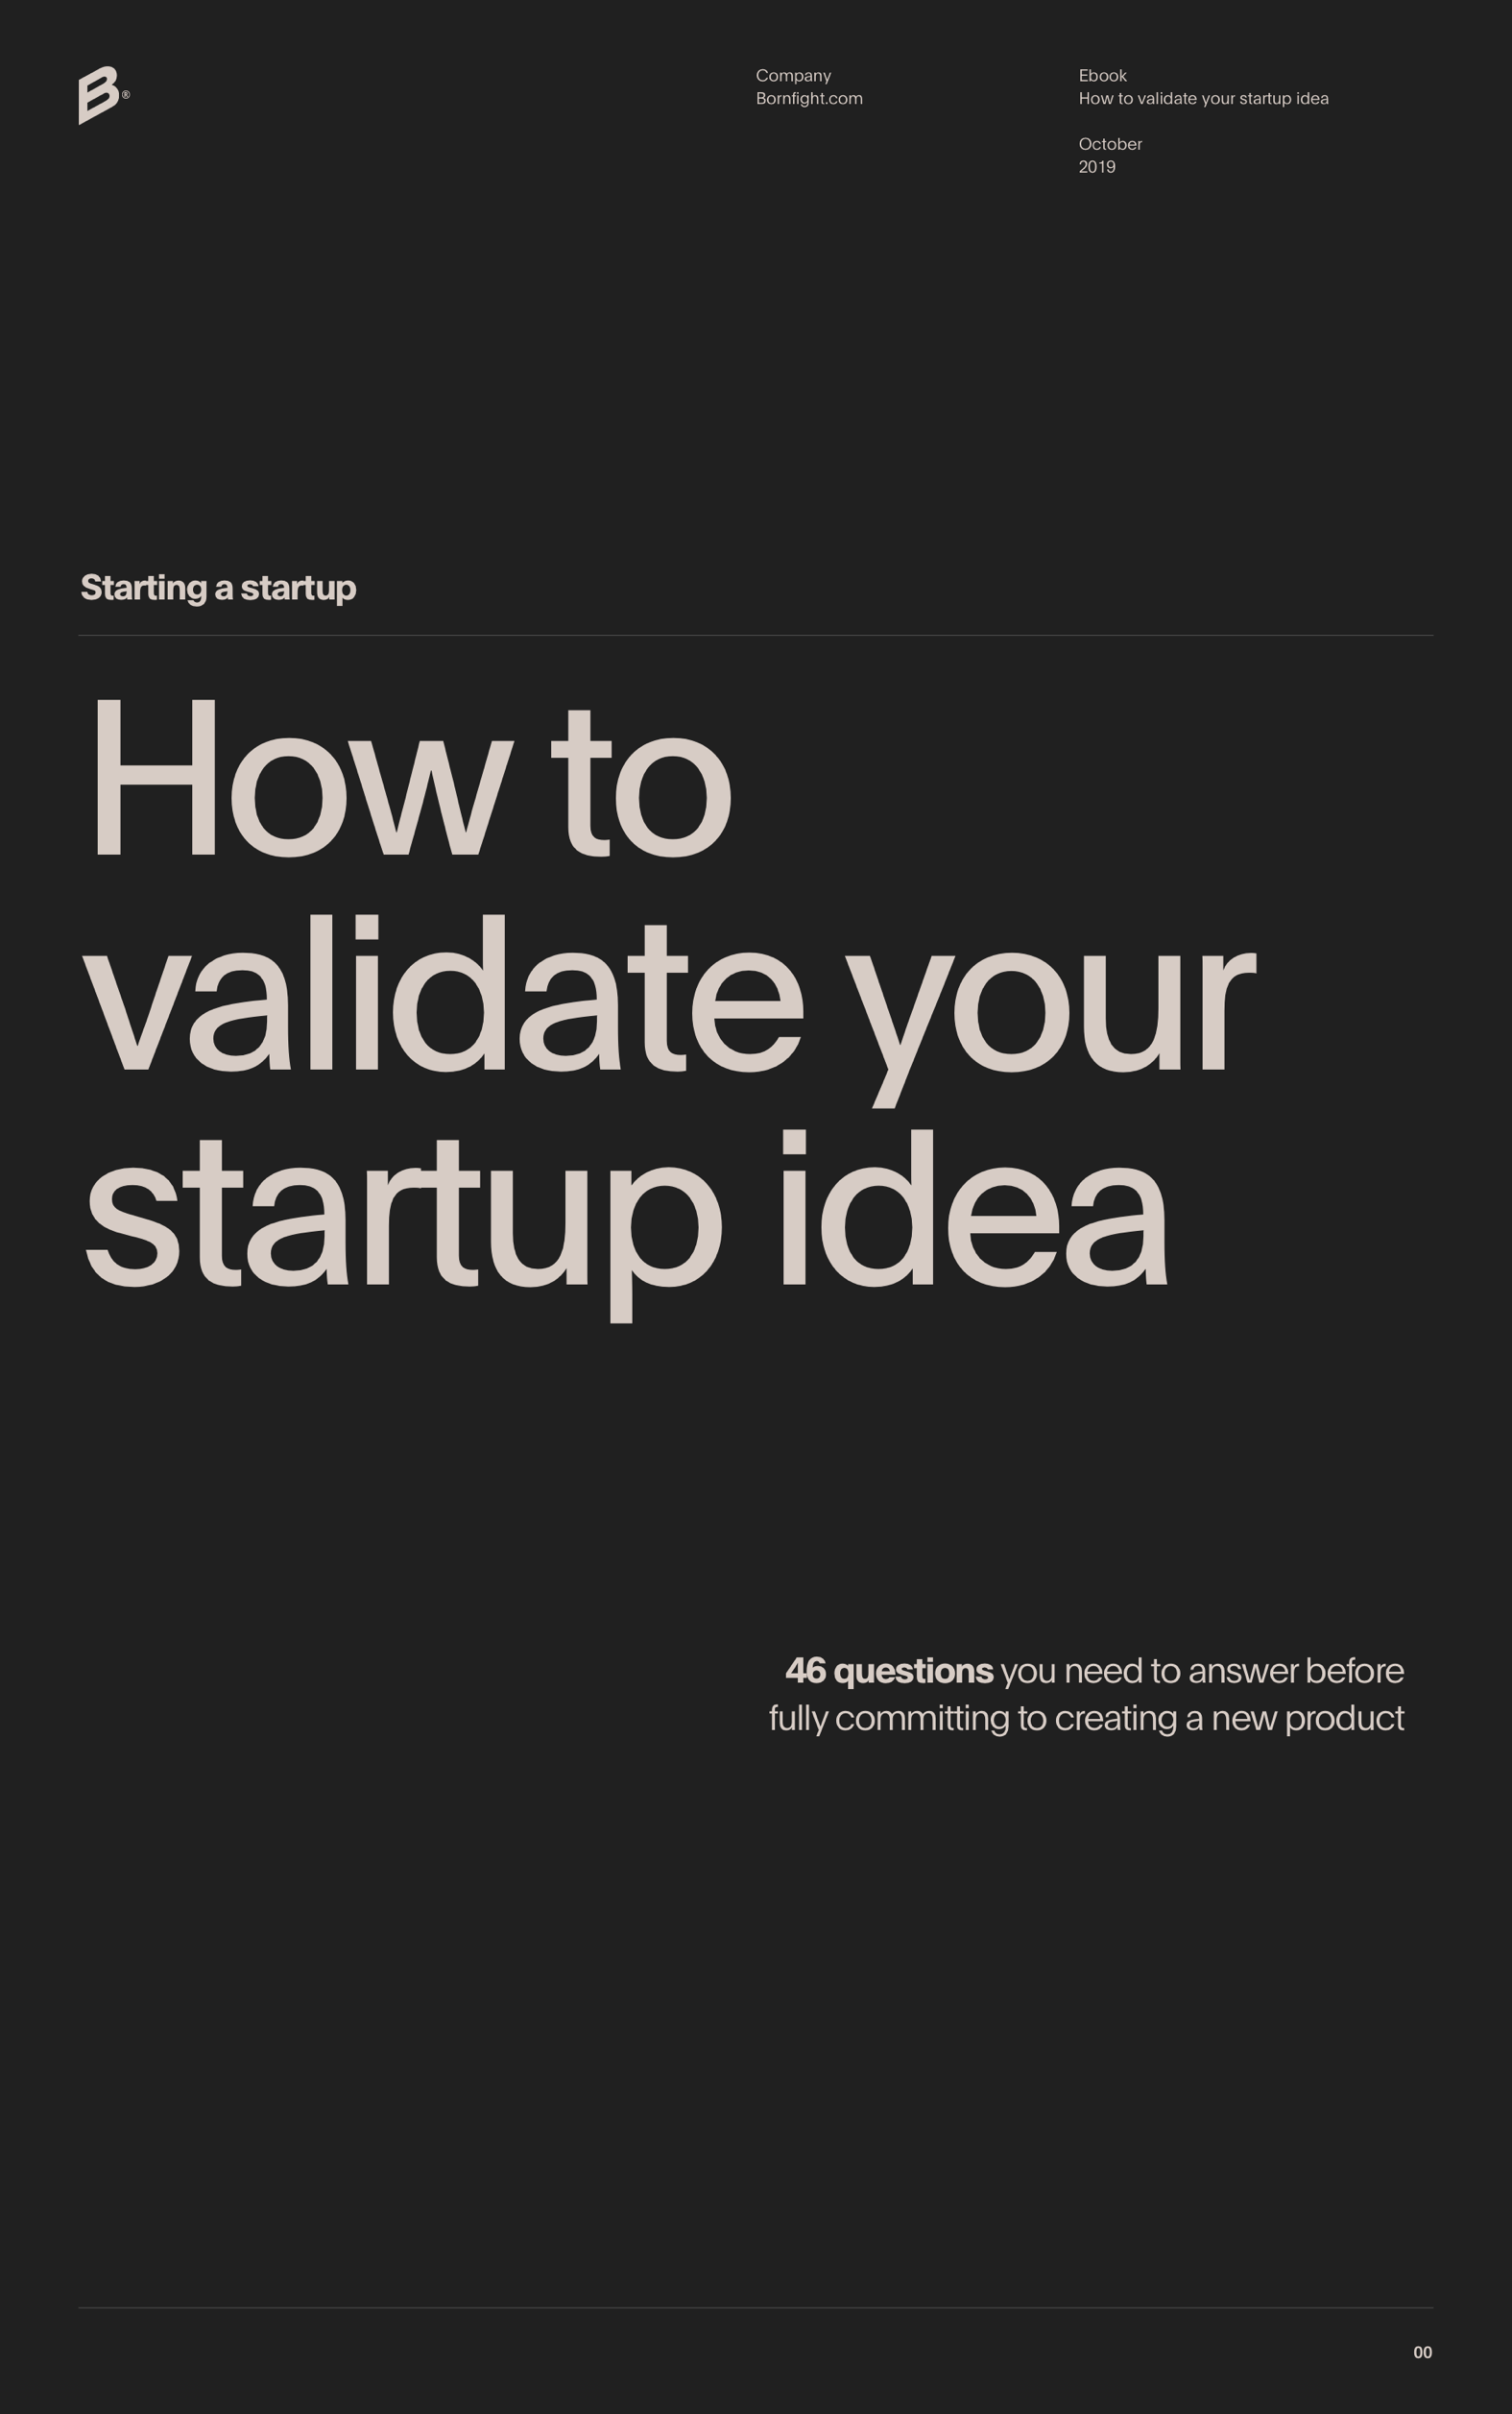 B®
Company
Bornfight.com
Ebook
How to validate your startup idea
October
2019
Starting a startup
How to
validate your
startup idea
46 questions you need to answer before
fully committing to creating a new product
00